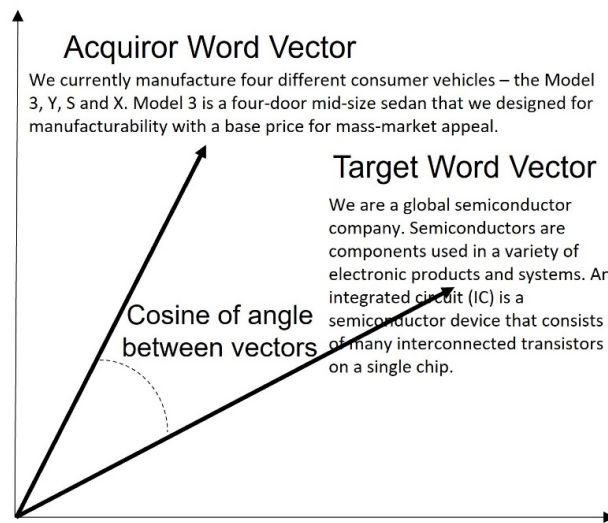 Acquiror Word Vector
We currently manufacture four different consumer vehicles – the Model
3, Y, S and X. Model 3 is a four-door mid-size sedan that we designed for
manufacturability with a base price for mass-market appeal.
Target Word Vector
We are a global semiconductor
company. Semiconductors are
components used in a variety of
electronic products and systems. An
integrated circuit (IC) is a
semiconductor device that consists
of many interconnected transistors
on a single chip.
Cosine of angle
between vectors